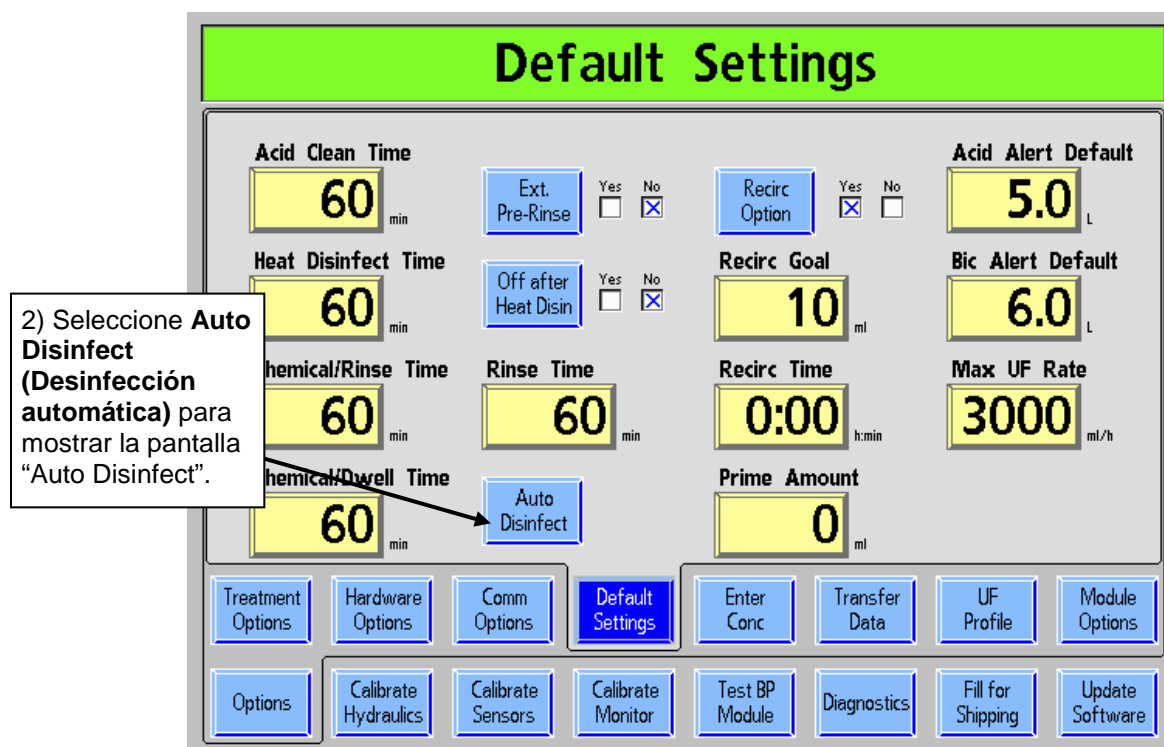 Default Settings
Acid Clean Time
60 min
Ext.
Pre-Rinse
Yes No
Recirc
Option
Yes No
Acid Alert Default
5.0 L
Heat Disinfect Time
60 min
Off after
Heat Disin
Yes No
Recirc Goal
10 ml
Bic Alert Default
6.0 L
2) Seleccione Auto
Disinfect
(Desinfección
automática) para
mostrar la pantalla
“Auto Disinfect”.
hemical/Rinse Time
60 min
Rinse Time
60 min
Recirc Time
0:00 h:min
Max UF Rate
3000 ml/h
hemical/Dwell Time
60 min
Auto
Disinfect
Prime Amount
0 ml
Treatment
Options
Hardware
Options
Comm
Options
Default
Settings
Enter
Conc
Transfer
Data
UF
Profile
Module
Options
Options
Calibrate
Hydraulics
Calibrate
Sensors
Calibrate
Monitor
Test BP
Module
Diagnostics
Fill for
Shipping
Update
Software